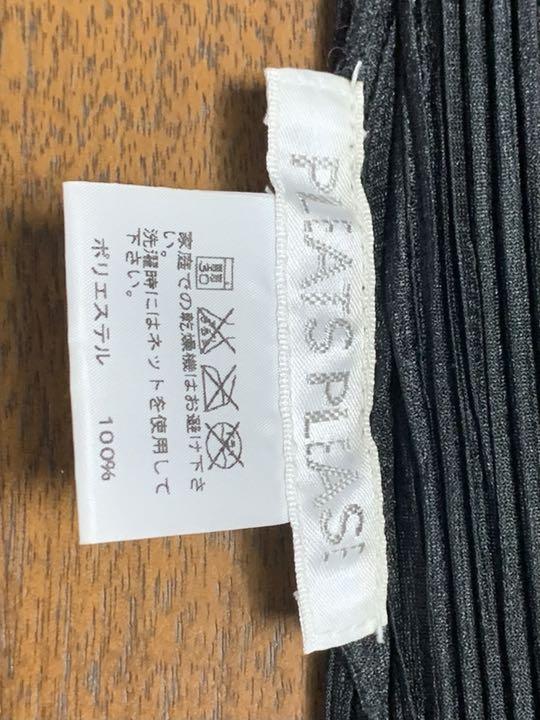 PLEATS PLEASE
30
家庭での乾燥機はお避け下さ
い。
洗濯時にはネットを使用して
下さい。
ポリエステル 100%